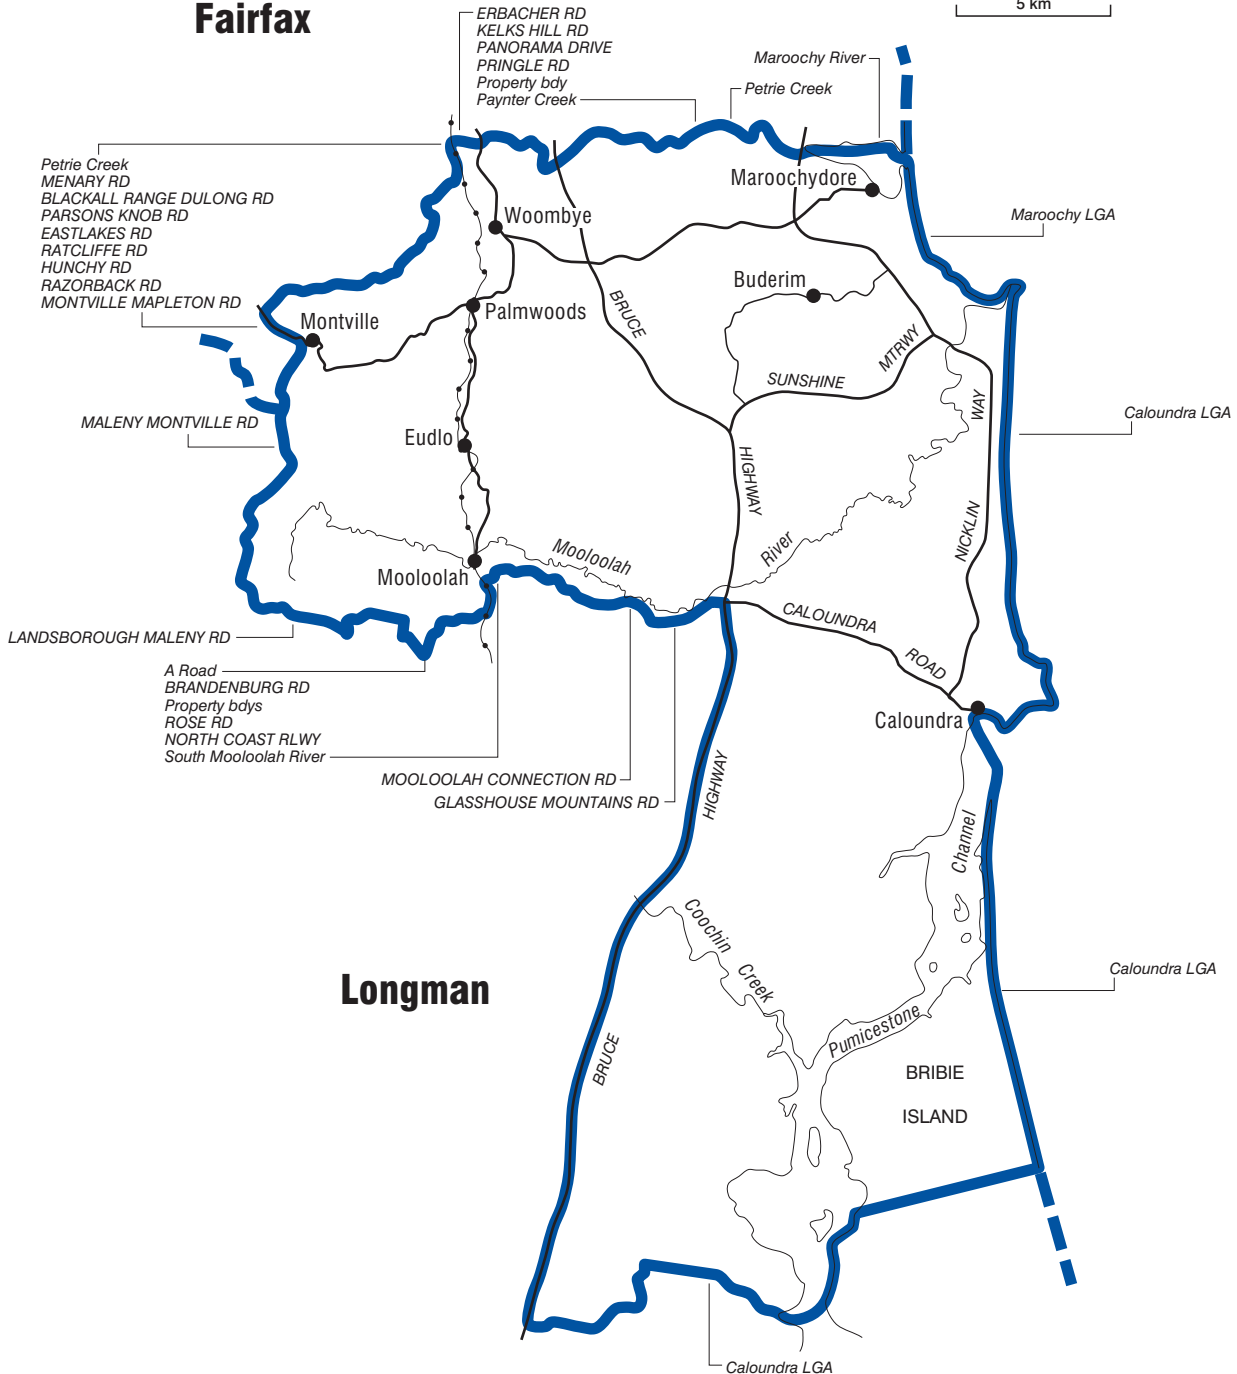 Fairfax
5 km
ERBACHER RD
KELKS HILL RD
PANORAMA DRIVE
PRINGLE RD
Property bdy
Paynter Creek
Maroochy River
Petrie Creek
Petrie Creek
MENARY RD
BLACKALL RANGE DULONG RD
PARSONS KNOB RD
EASTLAKES RD
RATCLIFFE RD
HUNCHY RD
RAZORBACK RD
MONTVILLE MAPLETON RD
Maroochydore
Woombye
Maroochy LGA
Buderim
Palmwoods
Montville
BRUCE
MTRWY
SUNSHINE
WAY
Caloundra LGA
MALENY MONTVILLE RD
Eudlo
HIGHWAY
NICKLIN
Mooloolah
River
Mooloolah
CALOUNDRA
ROAD
LANDSBOROUGH MALENY RD
A Road
BRANDENBURG RD
Property bdys
ROSE RD
NORTH COAST RLWY
South Mooloolah River
Caloundra
MOOLOOLAH CONNECTION RD
GLASSHOUSE MOUNTAINS RD
HIGHWAY
Channel
Coochin
Creek
Longman
Caloundra LGA
Pumicestone
BRUCE
BRIBIE
ISLAND
Caloundra LGA